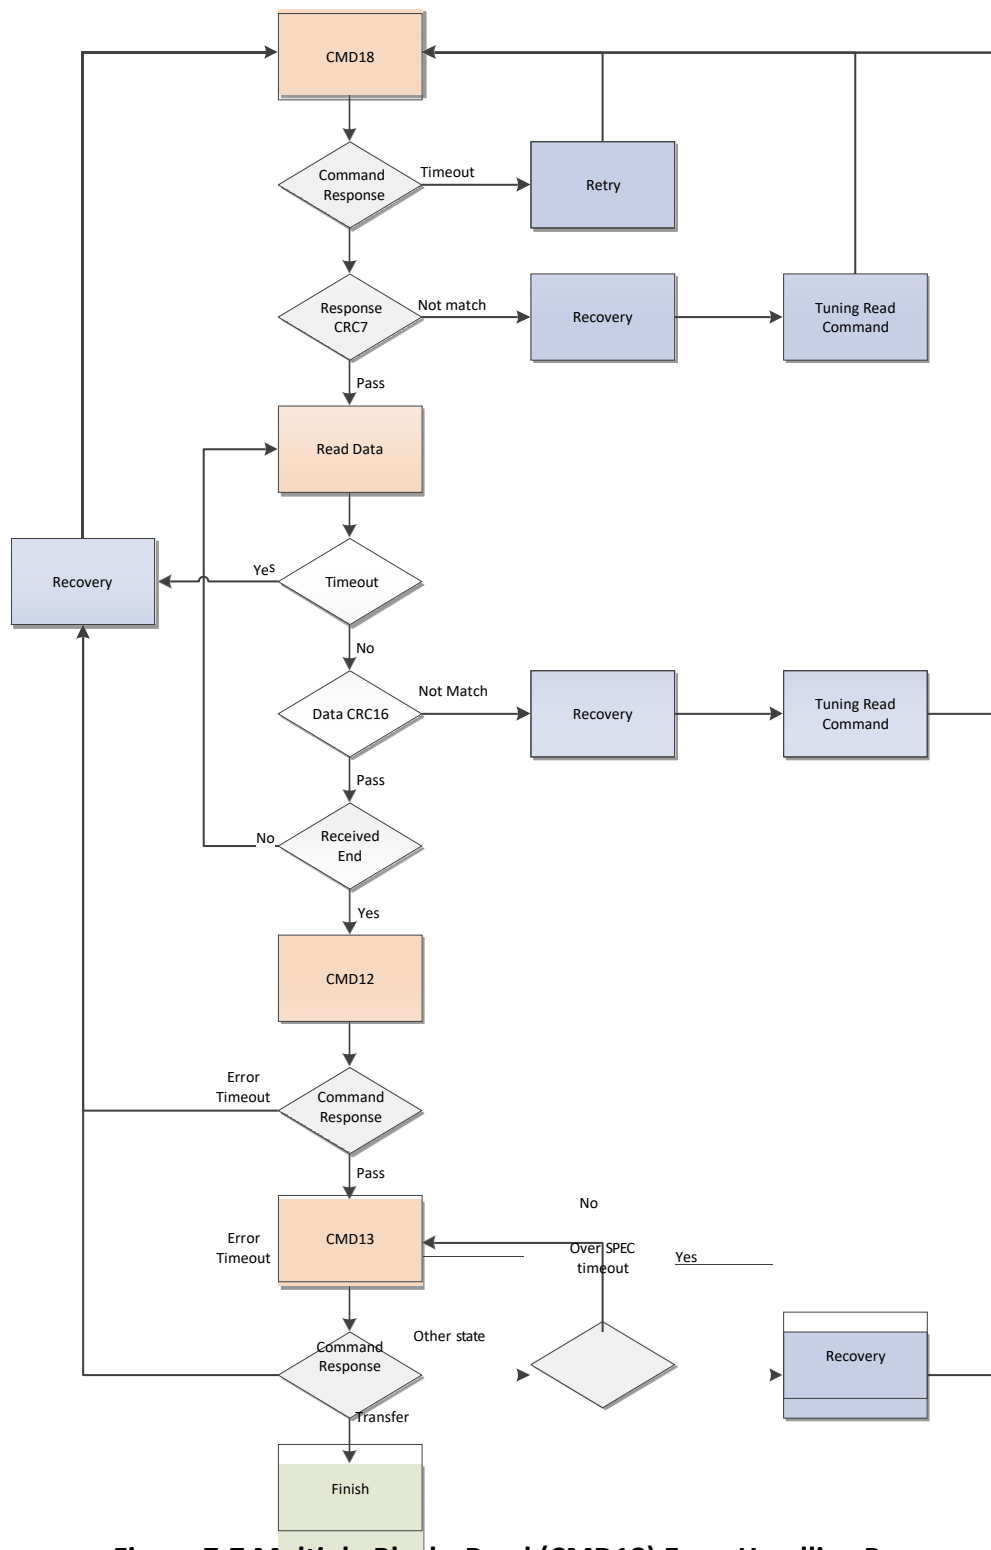 CMD18
Command
Response
Timeout
Retry
Response
CRC7
Not match
Recovery
Tuning Read
Command
Pass
Read Data
Recovery
Yes
Timeout
No
Data CRC16
Not Match
Recovery
Tuning Read
Command
Pass
No
Received
End
Yes
CMD12
Error
Timeout
Command
Response
Pass
No
Error
Timeout
CMD13
Over SPEC
timeout
Yes
Other state
Command
Response
Recovery
Transfer
Finish